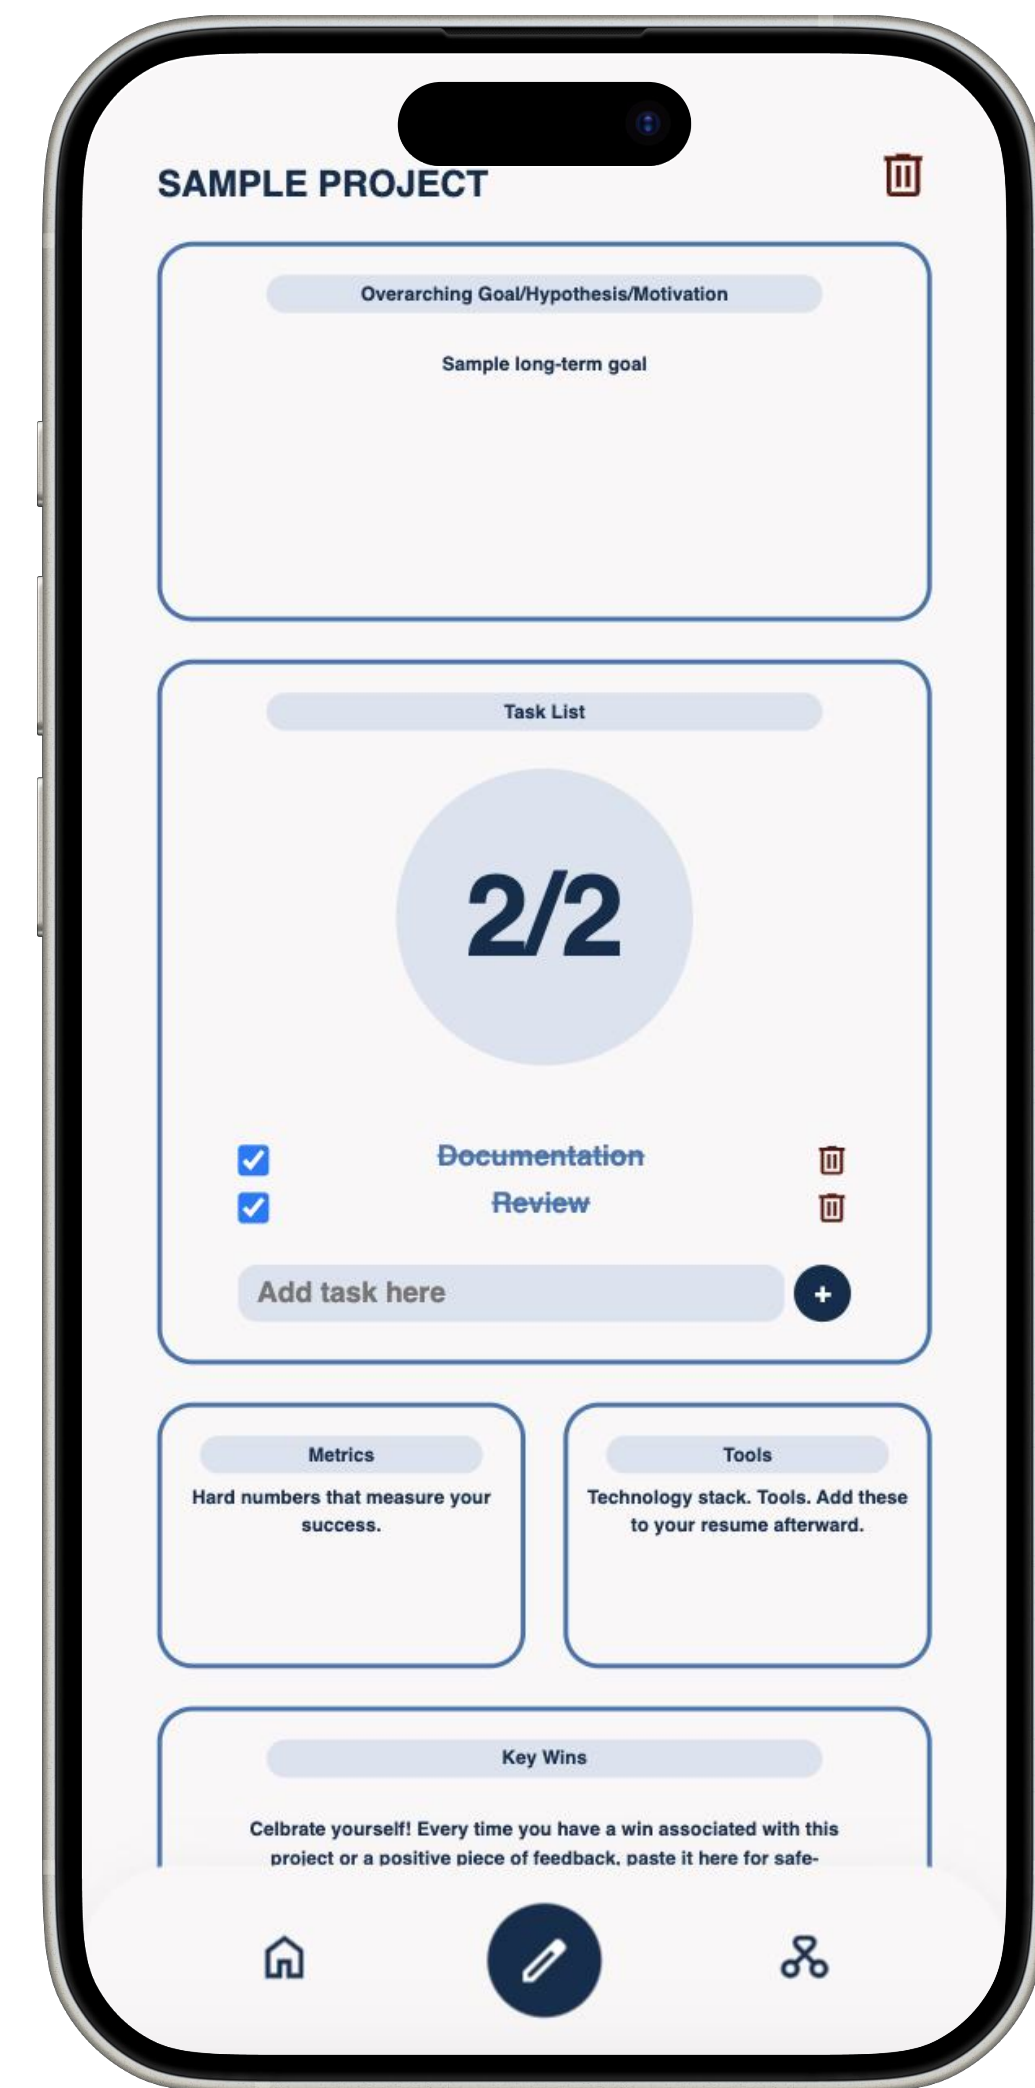 SAMPLE PROJECT
Overarching Goal/Hypothesis/Motivation
Sample long-term goal
Task List
2/2
Documentation
Review
Add task here
+
Metrics
Hard numbers that measure your
success.
Tools
Technology stack. Tools. Add these
to your resume afterward.
Key Wins
Celbrate yourself! Every time you have a win associated with this
project or a positive piece of feedback, paste it here for safe-